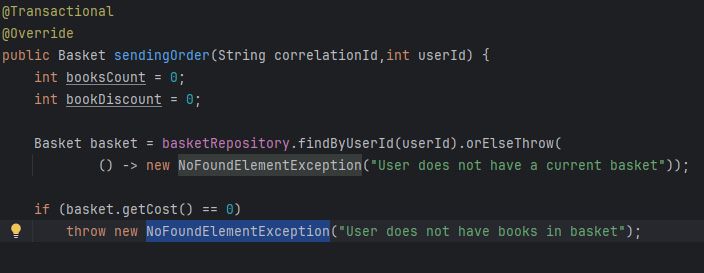 @Transactional
@Override
public Basket sendingOrder(String correlationId,int userId) {
    int booksCount = 0;
    int bookDiscount = 0;
    Basket basket = basketRepository.findByUserId(userId).orElseThrow(
            () -> new NoFoundElementException("User does not have a current basket"));
    if (basket.getCost() == 0)
        throw new NoFoundElementException("User does not have books in basket");